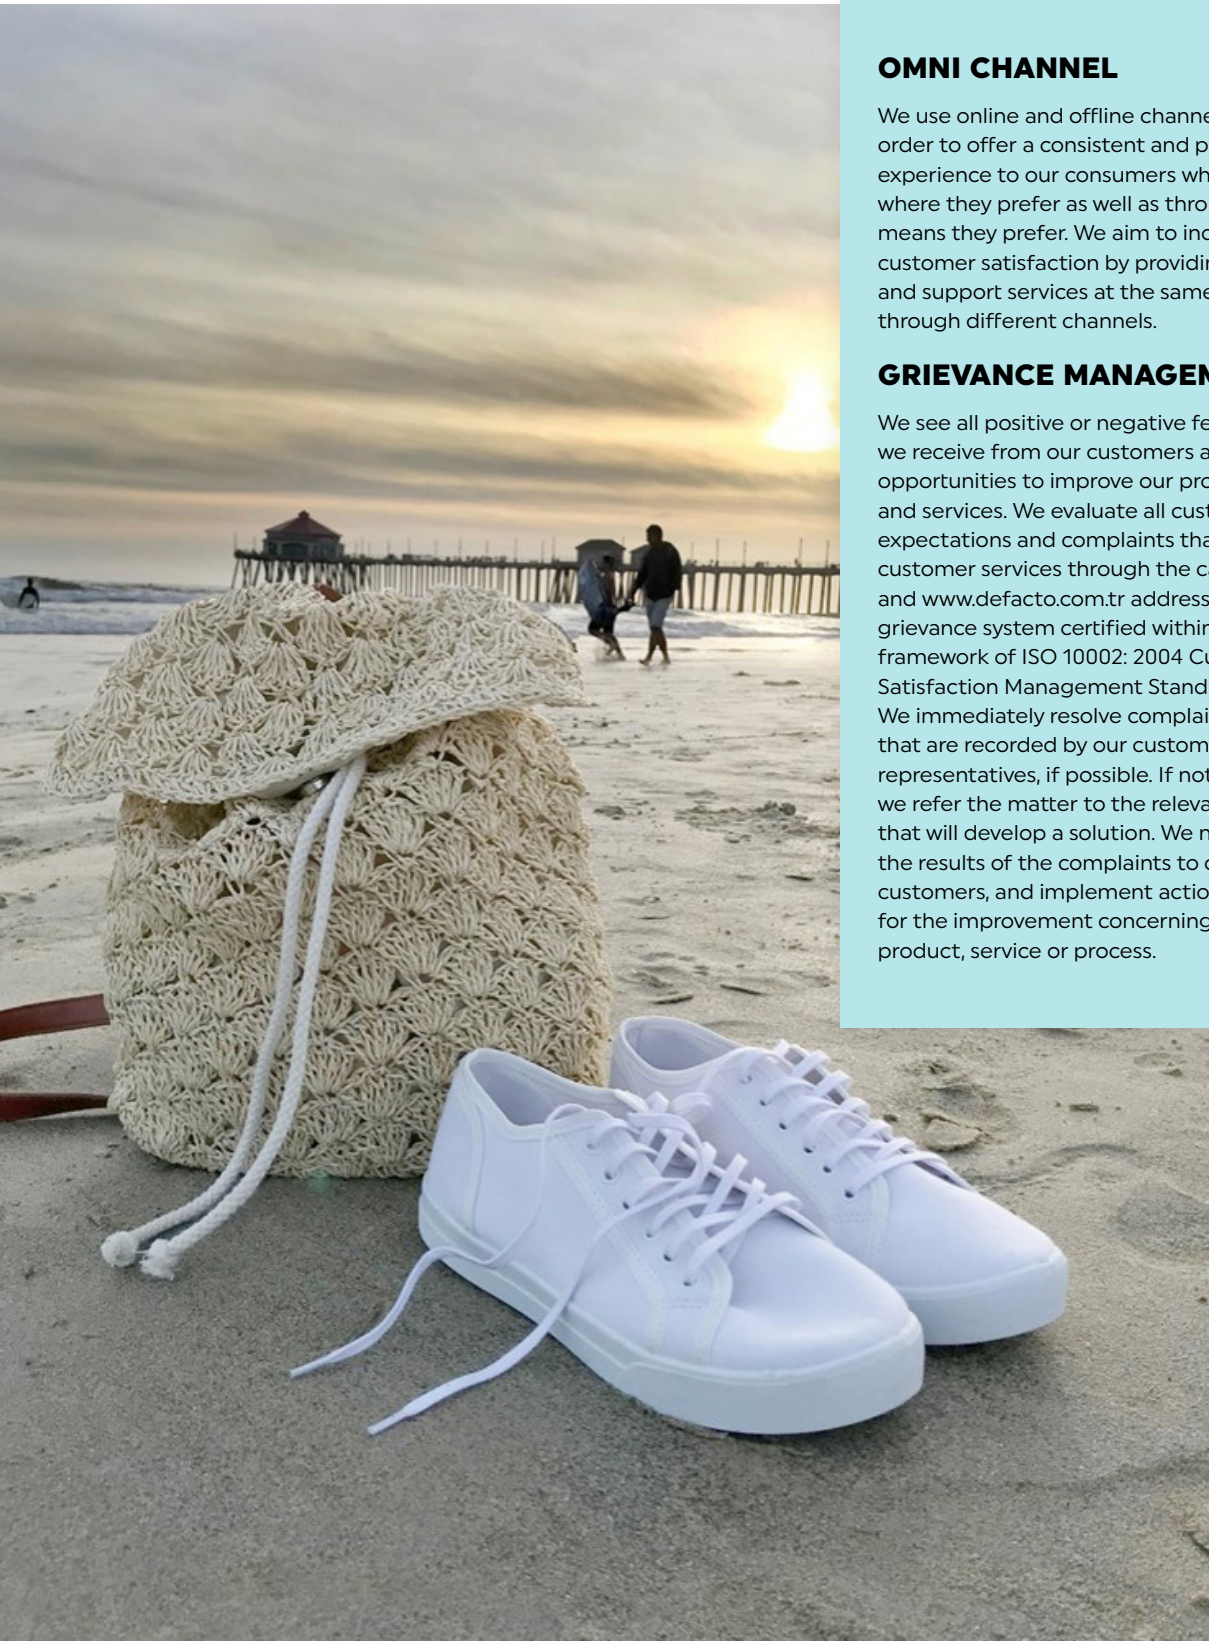 OMNI CHANNEL
We use online and offline channe
order to offer a consistent and p
experience to our consumers wh
where they prefer as well as thro
means they prefer. We aim to inc
customer satisfaction by providin
and support services at the same
through different channels.
GRIEVANCE MANAGEM
We see all positive or negative fe
we receive from our customers a
opportunities to improve our pro
and services. We evaluate all cust
expectations and complaints tha
customer services through the ca
and www.defacto.com.tr address
grievance system certified within
framework of ISO 10002: 2004 Cu
Satisfaction Management Stand
We immediately resolve complai
that are recorded by our custom
representatives, if possible. If not
we refer the matter to the releva
that will develop a solution. We n
the results of the complaints to o
customers, and implement actio
for the improvement concerning
product, service or process.